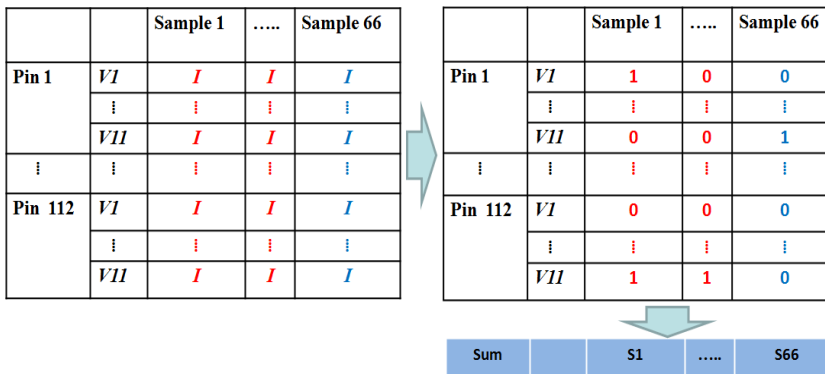 Sample 1 ..... Sample 66
Pin 1 V1 I I I
⁞ ⁞ ⁞ ⁞
V11 I I I
⁞ ⁞ ⁞ ⁞ ⁞
Pin 112 V1 I I I
⁞ ⁞ ⁞ ⁞
V11 I I I
Sample 1 ..... Sample 66
Pin 1 V1 1 0 0
⁞ ⁞ ⁞ ⁞
V11 0 0 1
⁞ ⁞ ⁞ ⁞ ⁞
Pin 112 V1 0 0 0
⁞ ⁞ ⁞ ⁞
V11 1 1 0
Sum S1 ..... S66